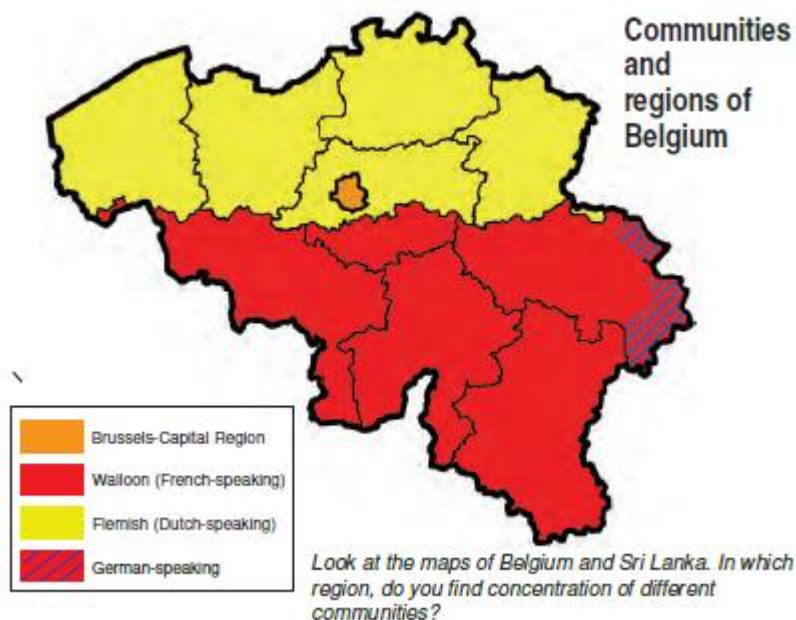 Communities
and
regions of
Belgium
Brussels-Capital Region
Walloon (French-speaking)
Flemish (Dutch-speaking)
German-speaking
Look at the maps of Belgium and Sri Lanka. In which
region, do you find concentration of different
communities?